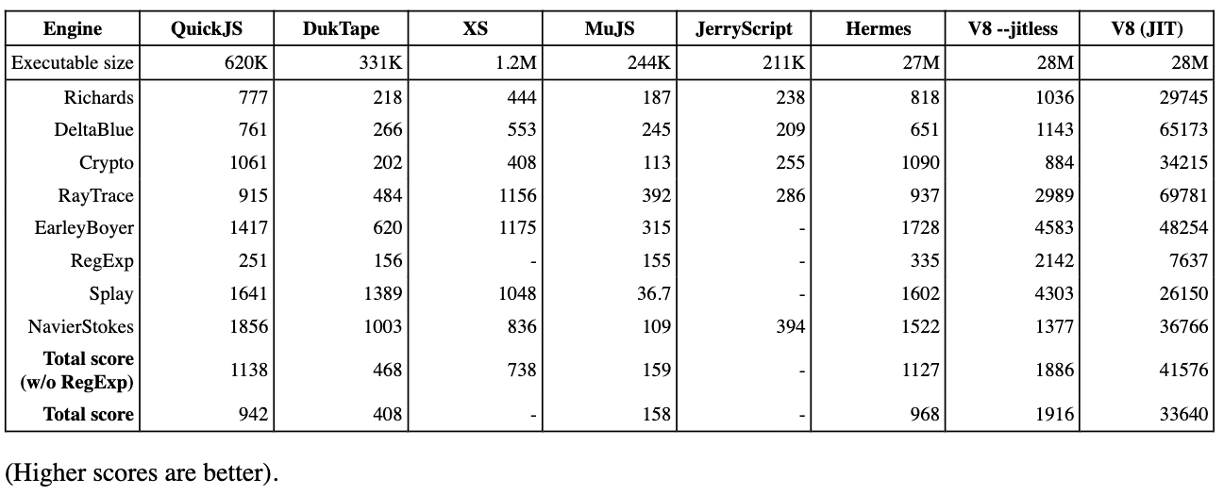 Engine QuickJS DukTape XS MuJS JerryScript Hermes V8 --jitless V8 (JIT)
Executable size 620K 331K 1.2M 244K 211K 27M 28M 28M
Richards 777 218 444 187 238 818 1036 29745
DeltaBlue 761 266 553 245 209 651 1143 65173
Crypto 1061 202 408 113 255 1090 884 34215
RayTrace 915 484 1156 392 286 937 2989 69781
EarleyBoyer 1417 620 1175 315 - 1728 4583 48254
RegExp 251 156 - 155 - 335 2142 7637
Splay 1641 1389 1048 36.7 - 1602 4303 26150
NavierStokes 1856 1003 836 109 394 1522 1377 36766
Total score
(w/o RegExp) 1138 468 738 159 - 1127 1886 41576
Total score 942 408 - 158 - 968 1916 33640
(Higher scores are better).